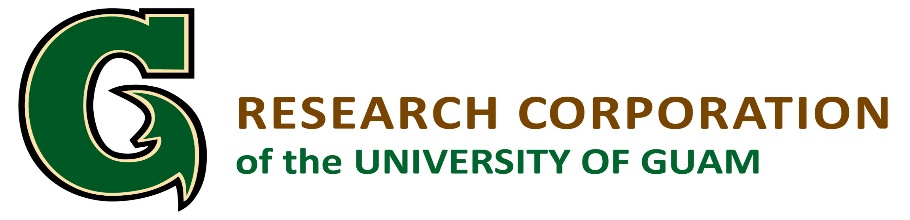 G
RESEARCH CORPORATION
of the UNIVERSITY OF GUAM